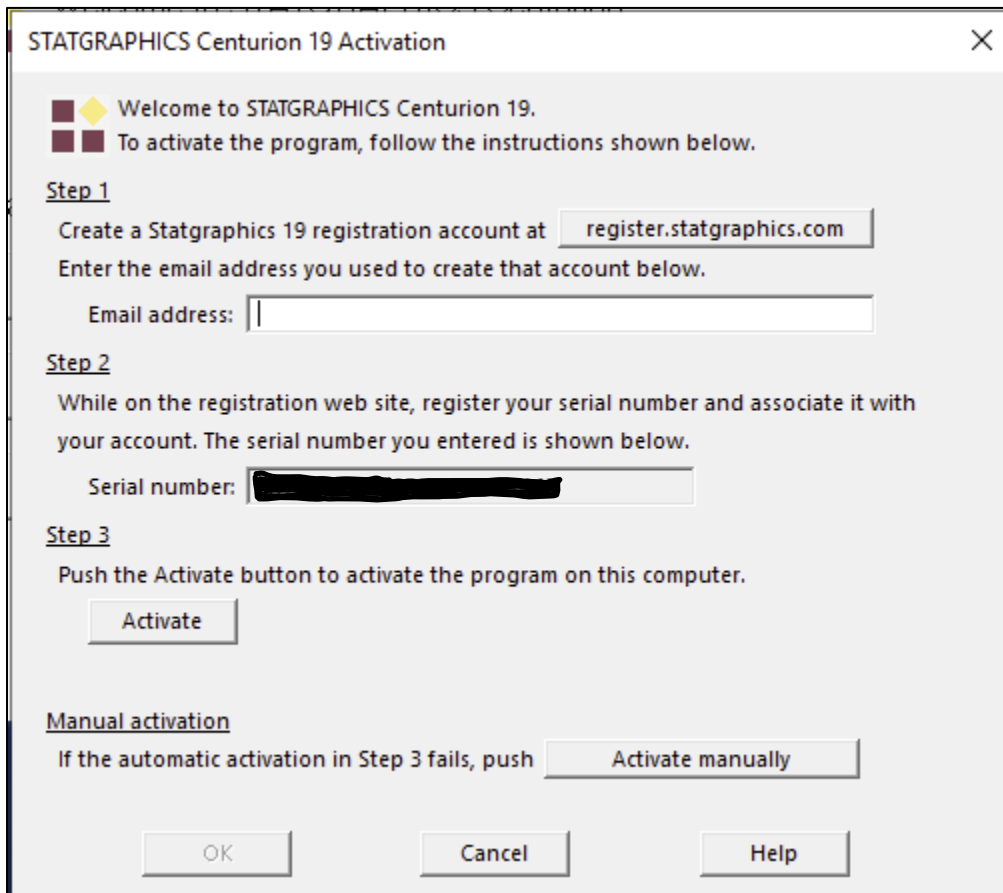 STATGRAPHICS Centurion 19 Activation
Welcome to STATGRAPHICS Centurion 19.
To activate the program, follow the instructions shown below.
Step 1
Create a Statgraphics 19 registration account at register.statgraphics.com
Enter the email address you used to create that account below.
Email address:
Step 2
While on the registration web site, register your serial number and associate it with
your account. The serial number you entered is shown below.
Serial number:
Step 3
Push the Activate button to activate the program on this computer.
Activate
Manual activation
If the automatic activation in Step 3 fails, push Activate manually
OK Cancel Help